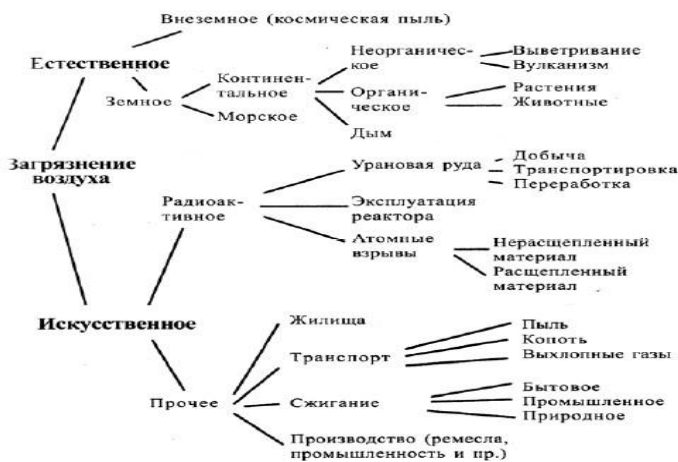 Внеземное (космическая пыль)
Естественное
Земное
Континен-
тальное
Морское
Неорганичес-
кое
Выветривание
Вулканизм
Органи-
ческое
Растения
Животные
Дым
Загрязнение
воздуха
Радиоак-
тивное
Урановая руда
Добыча
Транспортировка
Переработка
Эксплуатация
реактора
Атомные
взрывы
Нерасщепленный
материал
Расщепленный
материал
Искусственное
Прочее
Жилища
Транспорт
Пыль
Копоть
Выхлопные газы
Сжигание
Бытовое
Промышленное
Природное
Производство (ремесла,
промышленность и пр.)